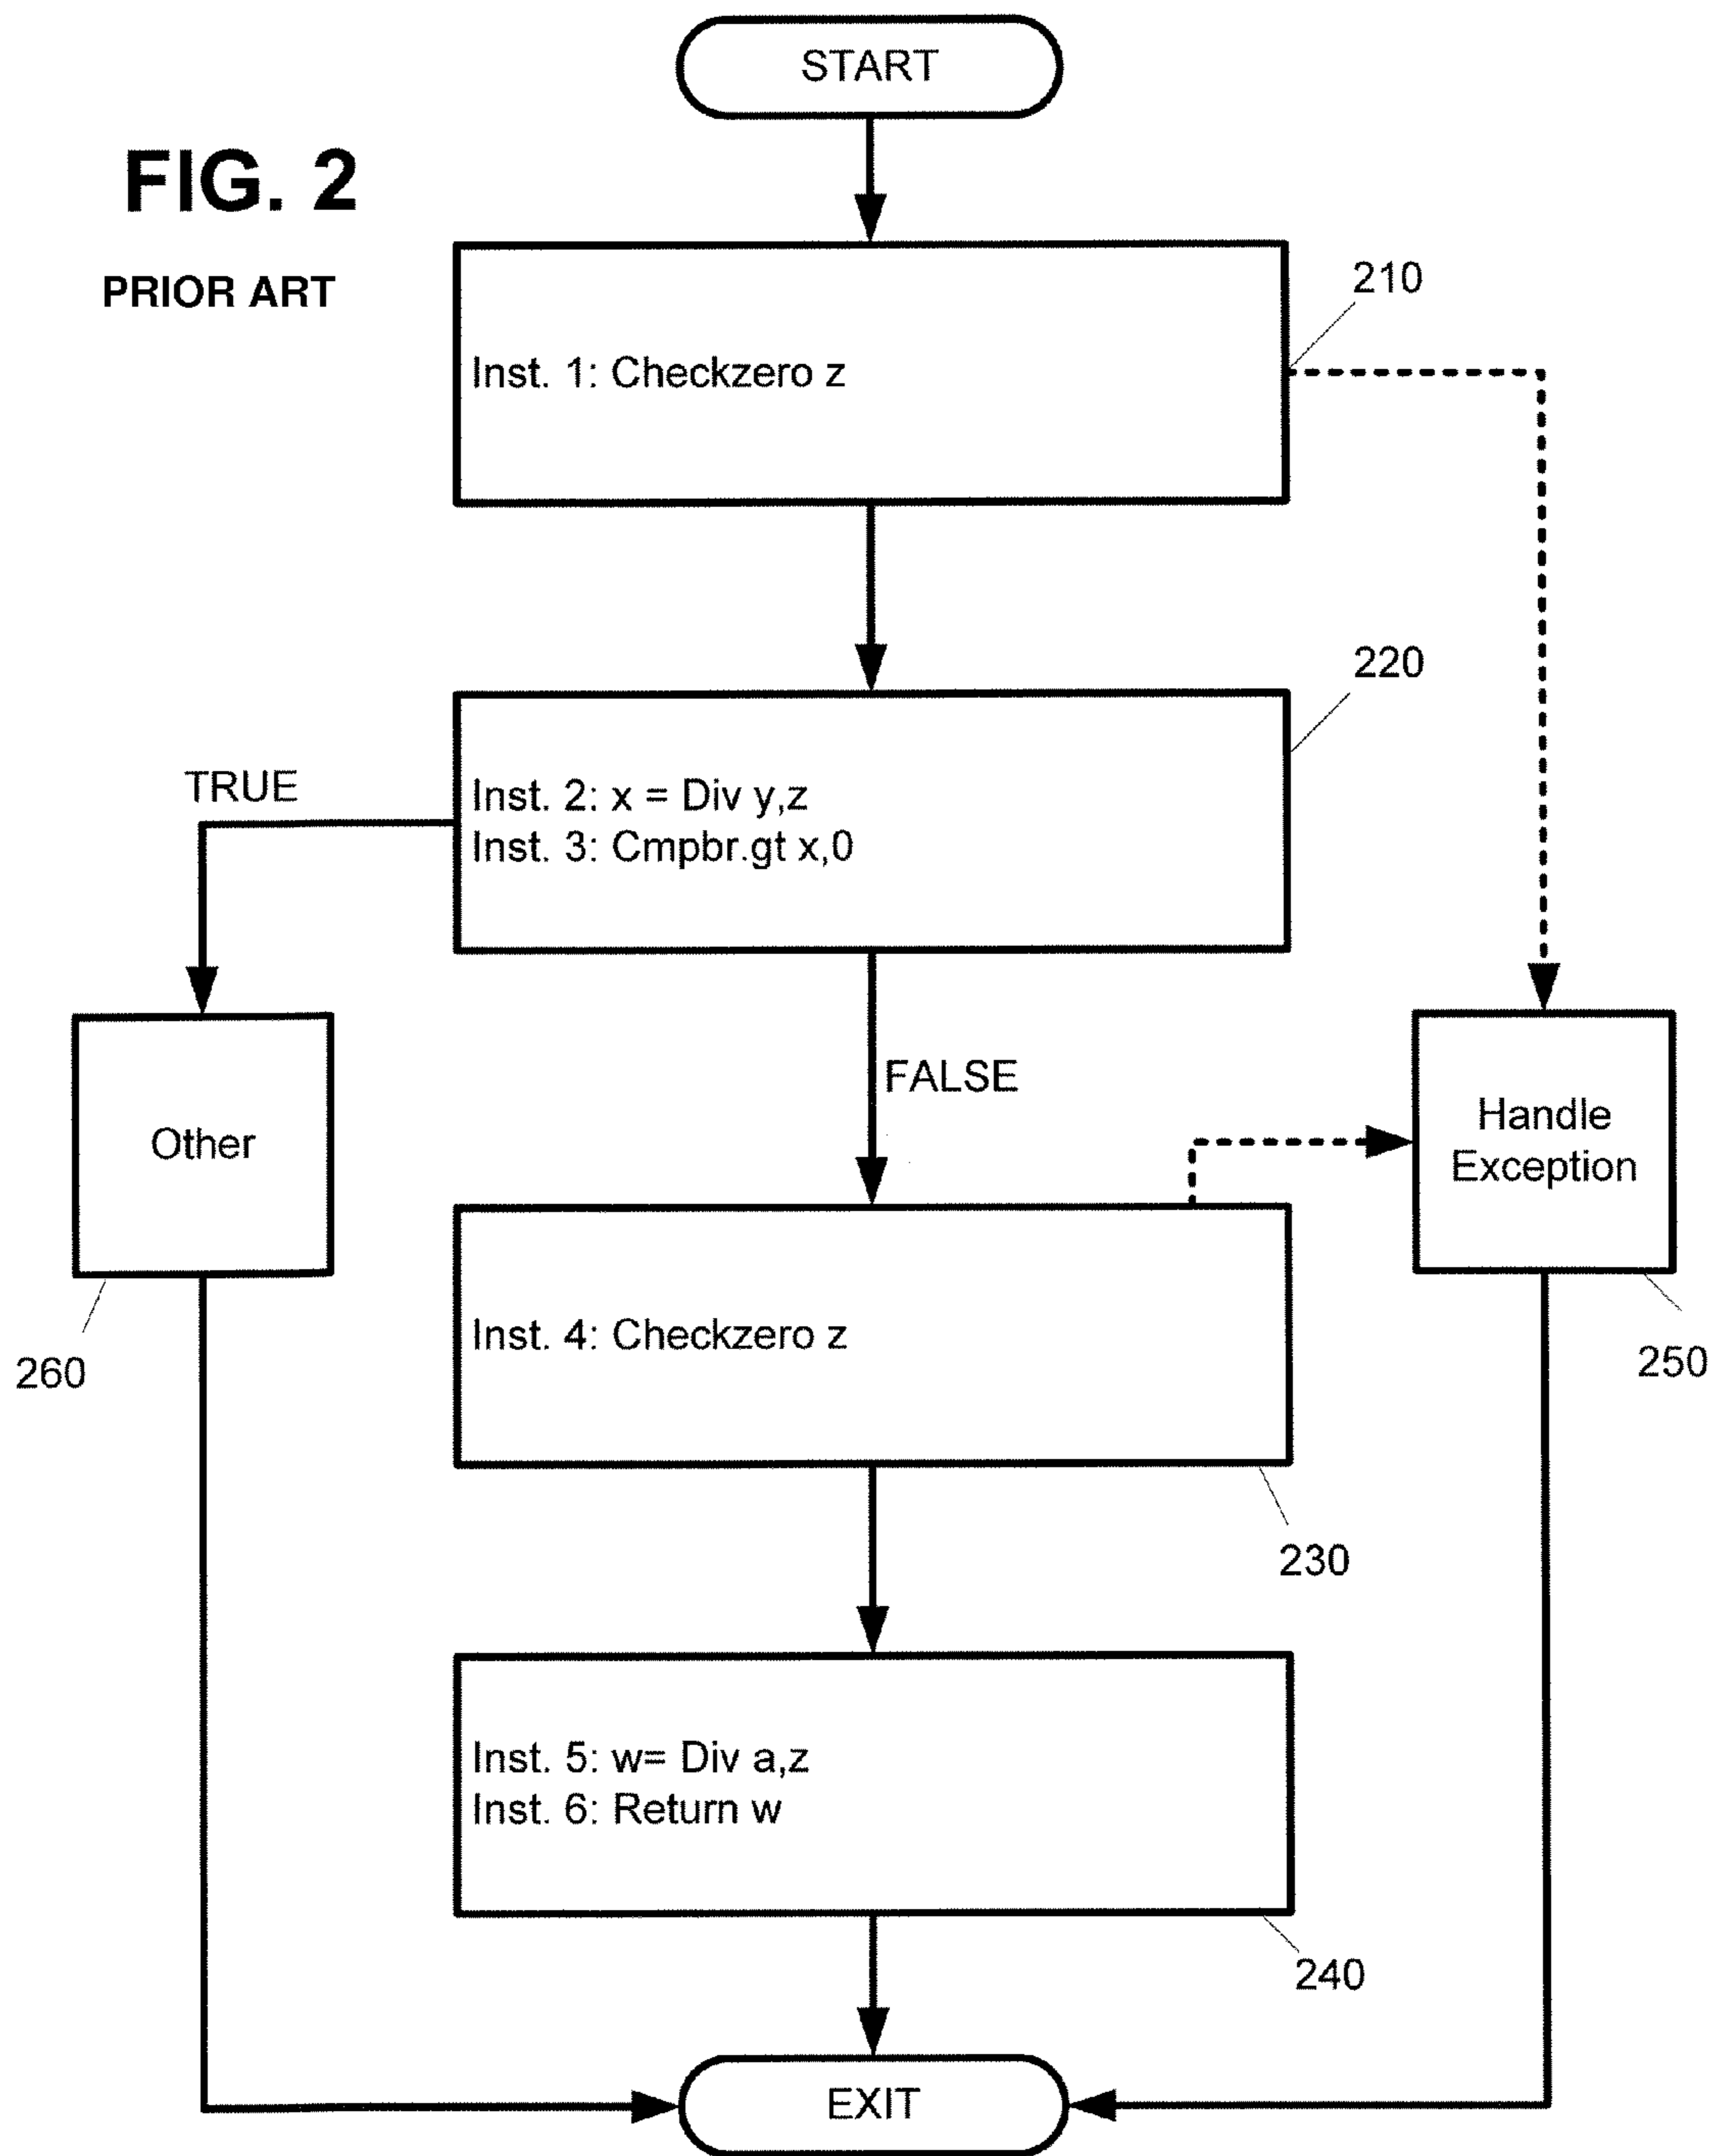 START
FIG. 2
PRIOR ART
210
Inst. 1: Checkzero z
220
TRUE
Inst. 2: x = Div y,z
Inst. 3: Cmpbr.gt x,0
FALSE
Other
Handle
Exception
260
250
Inst. 4: Checkzero z
230
Inst. 5: w= Div a,z
Inst. 6: Return w
240
EXIT